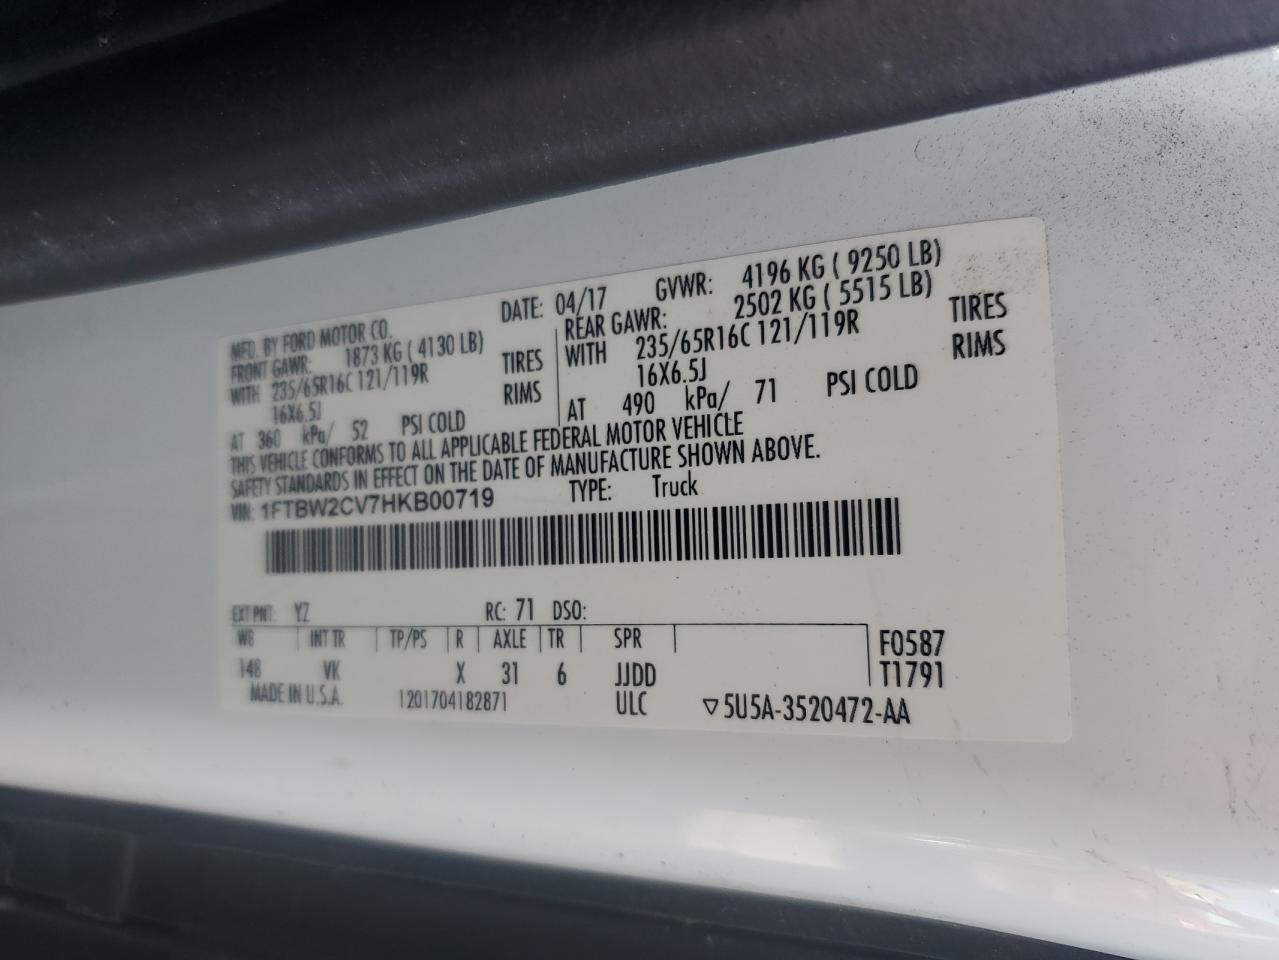 MFD. BY FORD MOTOR CO. DATE: 04/17 GVWR: 4196 KG ( 9250 LB)
FRONT GAWR: 1873 KG ( 4130 LB)
WITH 235/65R16C 121/119R TIRES
16X6.5J RIMS
AT 360 kPa/ 52 PSI COLD
REAR GAWR: 2502 KG ( 5515 LB)
WITH 235/65R16C 121/119R TIRES
16X6.5J RIMS
AT 490 kPa/ 71 PSI COLD
THIS VEHICLE CONFORMS TO ALL APPLICABLE FEDERAL MOTOR VEHICLE
SAFETY STANDARDS IN EFFECT ON THE DATE OF MANUFACTURE SHOWN ABOVE.
VIN: 1FTBW2CV7HKB00719 TYPE: Truck
EXT PNT: YZ RC: 71 DSO:
WB INT TR TP/PS R AXLE TR SPR F0587
148 VK X 31 6 JJDD T1791
MADE IN U.S.A. 1201704182871 ULC ▽5U5A-3520472-AA